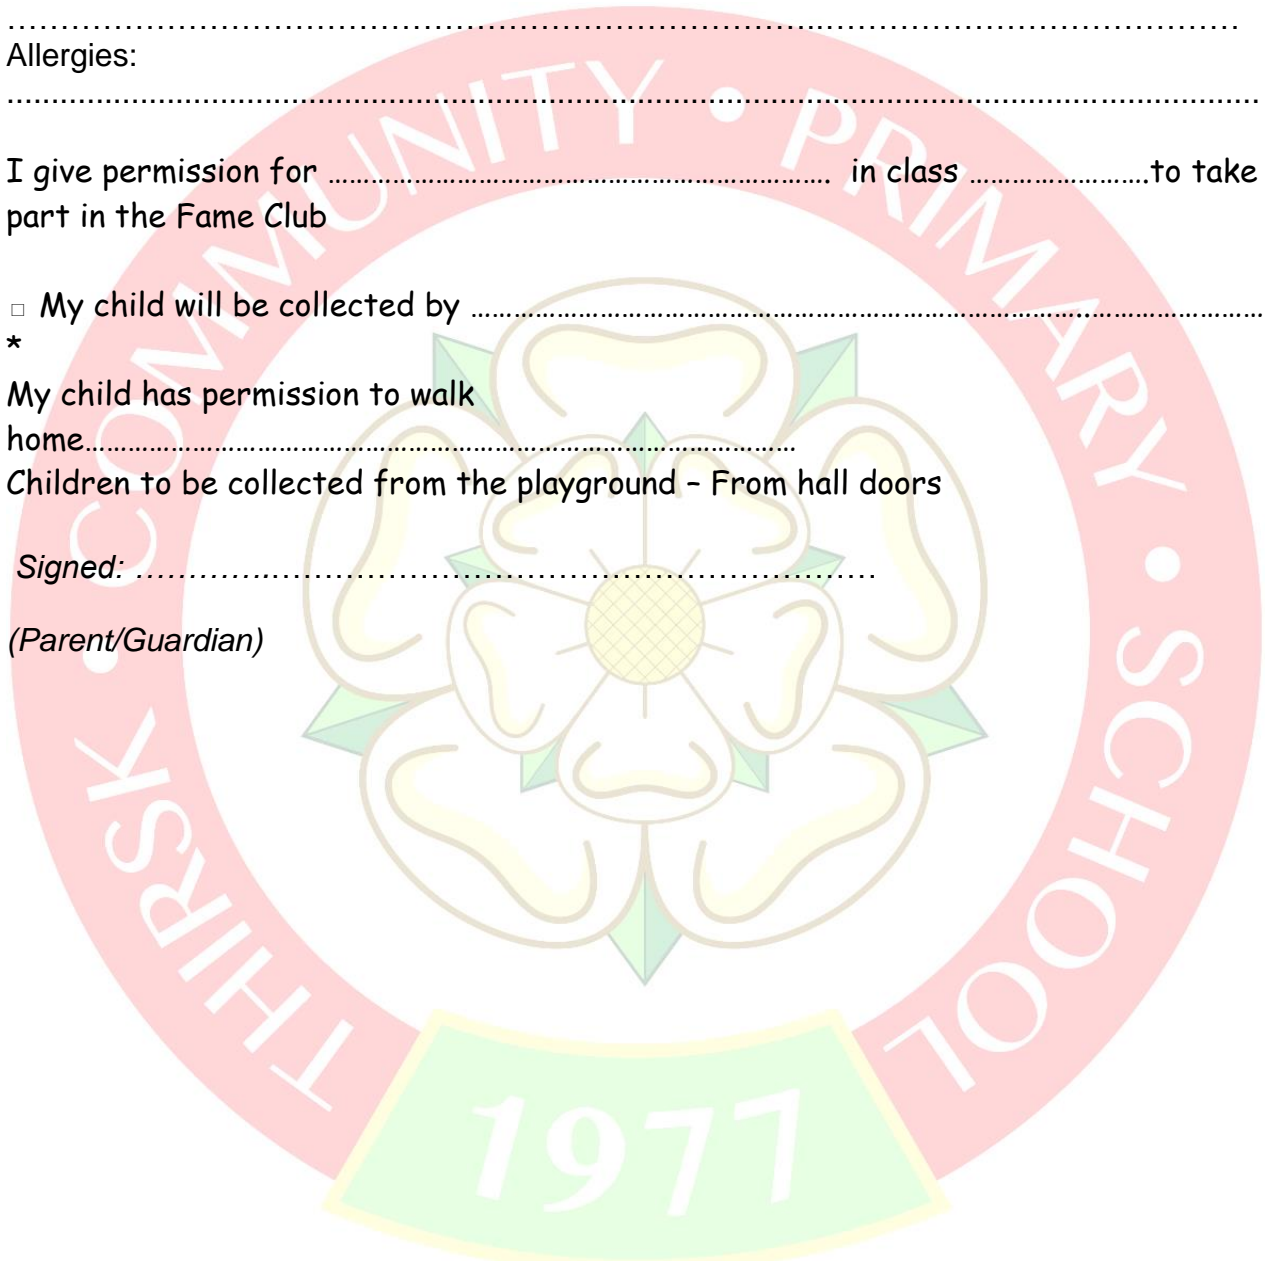 ………………………………………………………………………………………………………………………
Allergies:
................................................................................................................................................
I give permission for ……………………………………………………………. in class …………………….to take
part in the Fame Club
□ My child will be collected by …………………………………………………………………………..……………………
*
My child has permission to walk
home………………………………………………………………………………………
Children to be collected from the playground – From hall doors
Signed: ………….……………………………………………………………
(Parent/Guardian)
THIRSK • COMMUNITY • PRIMARY • SCHOOL
1977